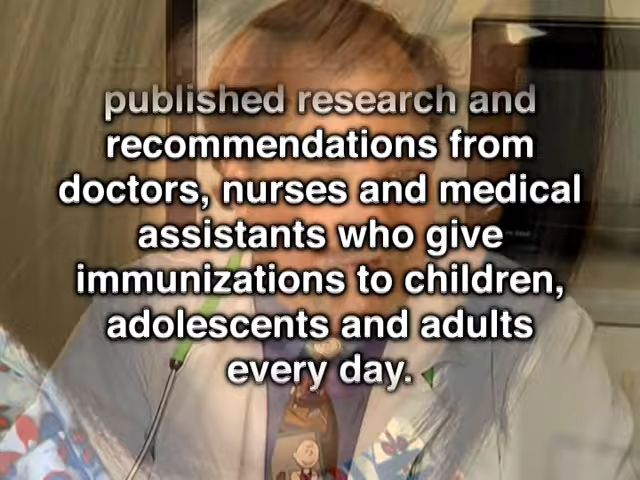 published research and
recommendations from
doctors, nurses and medical
assistants who give
immunizations to children,
adolescents and adults
every day.